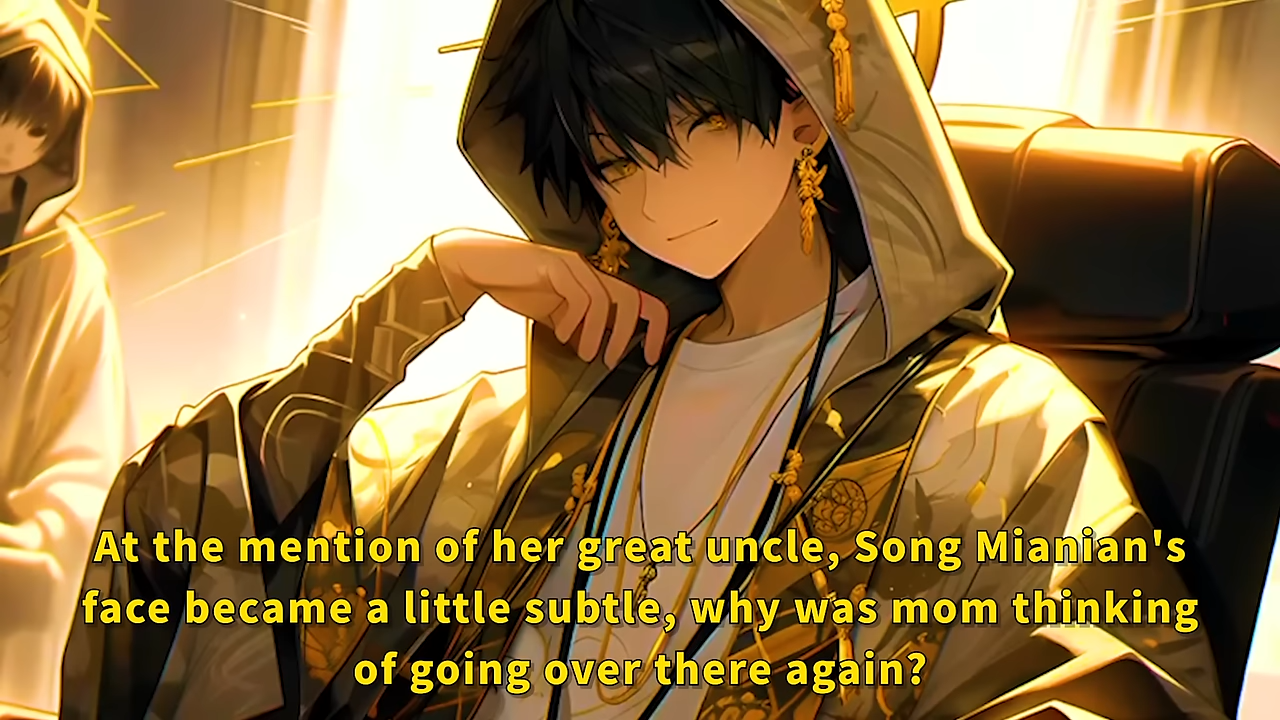 At the mention of her great uncle, Song Mianian's
face became a little subtle, why was mom thinking
of going over there again?